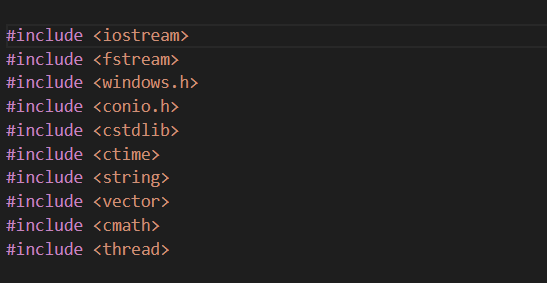 #include <iostream>
#include <fstream>
#include <windows.h>
#include <conio.h>
#include <cstdlib>
#include <ctime>
#include <string>
#include <vector>
#include <cmath>
#include <thread>